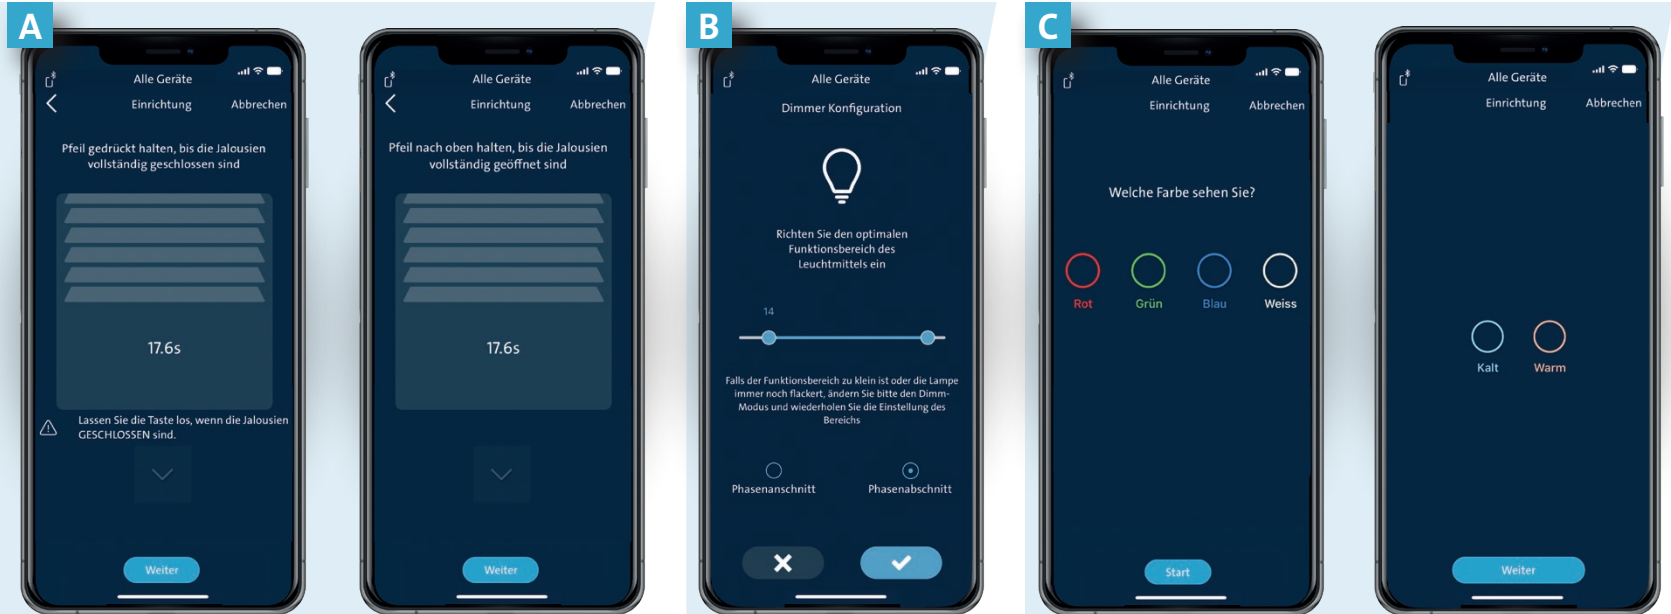 A
Alle Geräte
Einrichtung
Abbrechen
Pfeil gedrückt halten, bis die Jalousien
vollständig geschlossen sind
17.6s
Lassen Sie die Taste los, wenn die Jalousien
GESCHLOSSEN sind.
Weiter
Alle Geräte
Einrichtung
Abbrechen
Pfeil nach oben halten, bis die Jalousien
vollständig geöffnet sind
17.6s
Weiter
B
Alle Geräte
Dimmer Konfiguration
Richten Sie den optimalen
Funktionsbereich des
Leuchtmittels ein
14
Falls der Funktionsbereich zu klein ist oder die Lampe
immer noch flackert, ändern Sie bitte den Dimm-
Modus und wiederholen Sie die Einstellung des
Bereichs
Phasenanschnitt
Phasenabschnitt
C
Alle Geräte
Einrichtung
Abbrechen
Welche Farbe sehen Sie?
Rot
Grün
Blau
Weiss
Start
Alle Geräte
Einrichtung
Abbrechen
Kalt
Warm
Weiter